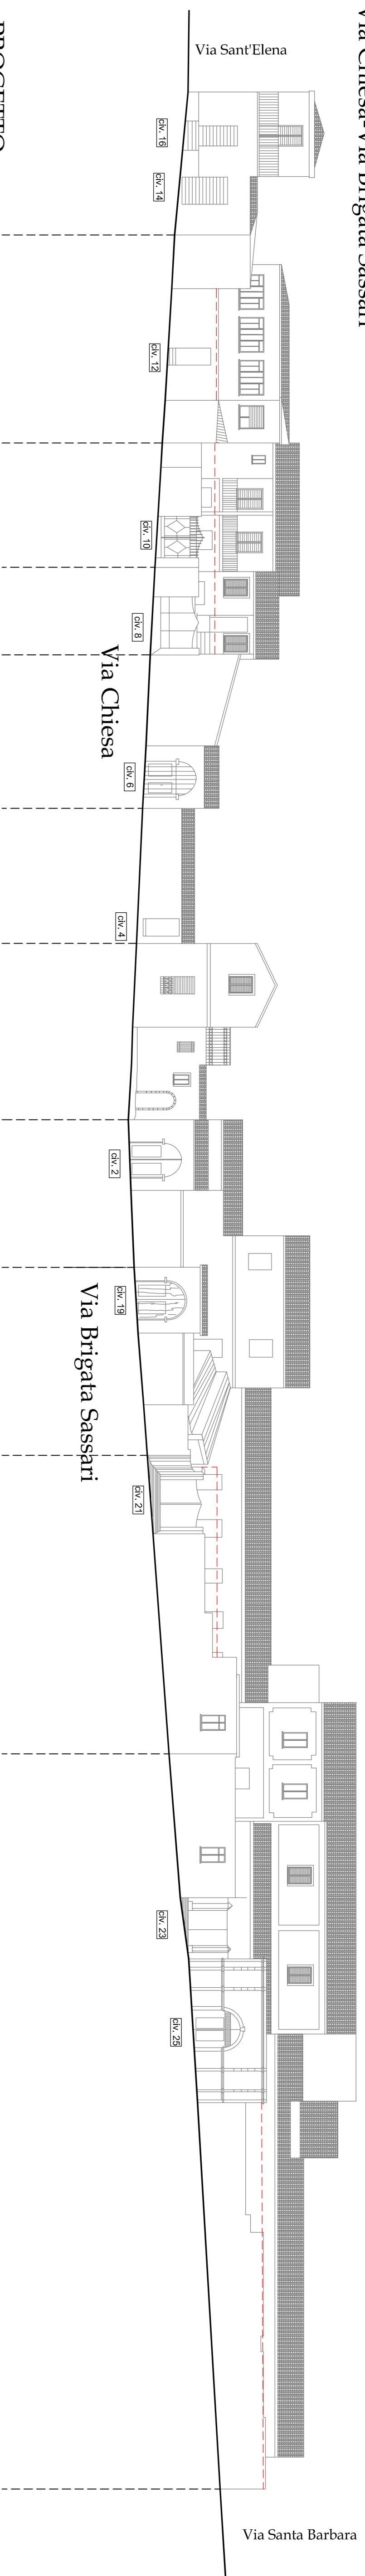 Via Chiesa-Via Brigata Sassari
Via Sant'Elena
civ. 16
civ. 14
civ. 12
civ. 10
civ. 8
Via Chiesa
civ. 6
civ. 4
civ. 2
civ. 19
Via Brigata Sassari
civ. 21
civ. 23
civ. 25
Via Santa Barbara
PROGETTO